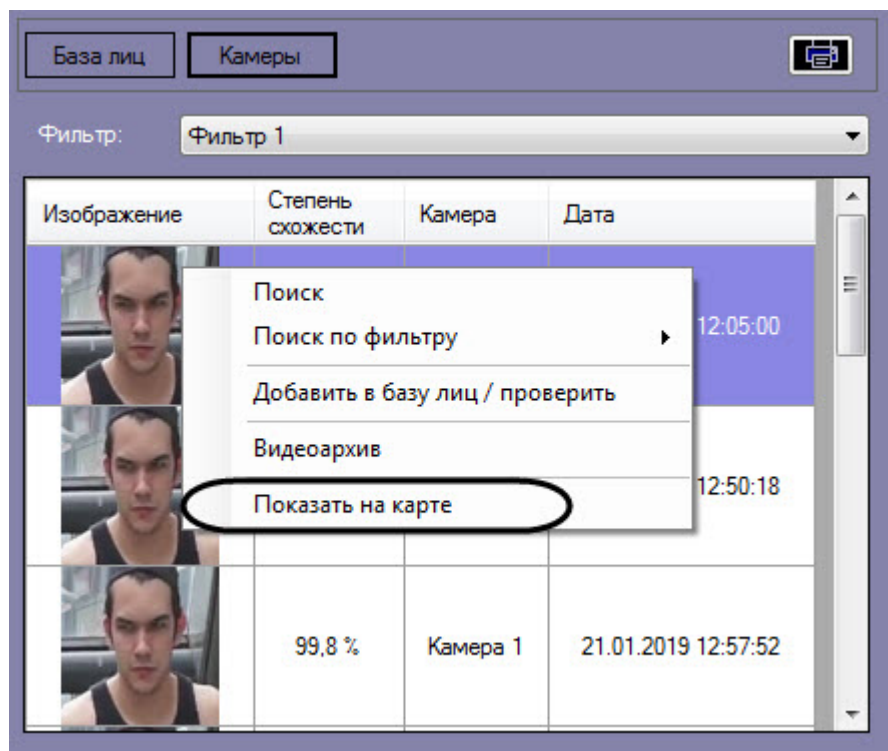 База лиц Камеры
Фильтр: Фильтр 1
Изображение Степень схожести Камера Дата
Поиск
12:05:00
Поиск по фильтру
Добавить в базу лиц / проверить
Видеоархив
12:50:18
Показать на карте
99,8 % Камера 1 21.01.2019 12:57:52